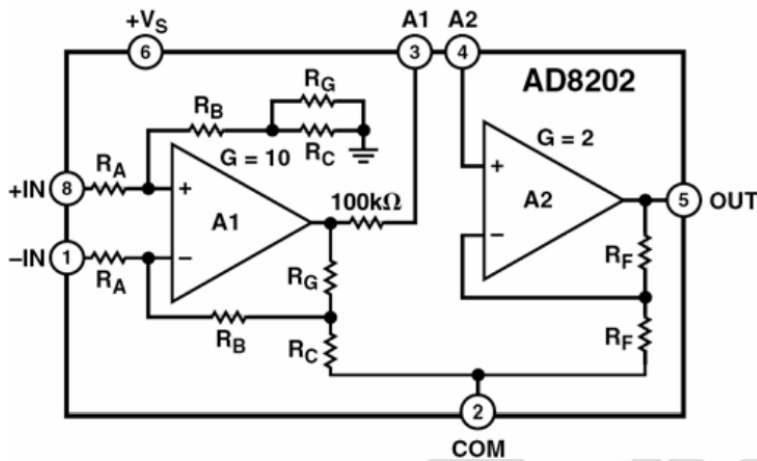 +VS A1 A2
6 3 4
AD8202
RG
RB
G = 10 RC G = 2
RA
+IN 8 + +
100kΩ
A1 A2 5 OUT
–IN 1 – –
RA RG RF
RB RC RF
2
COM